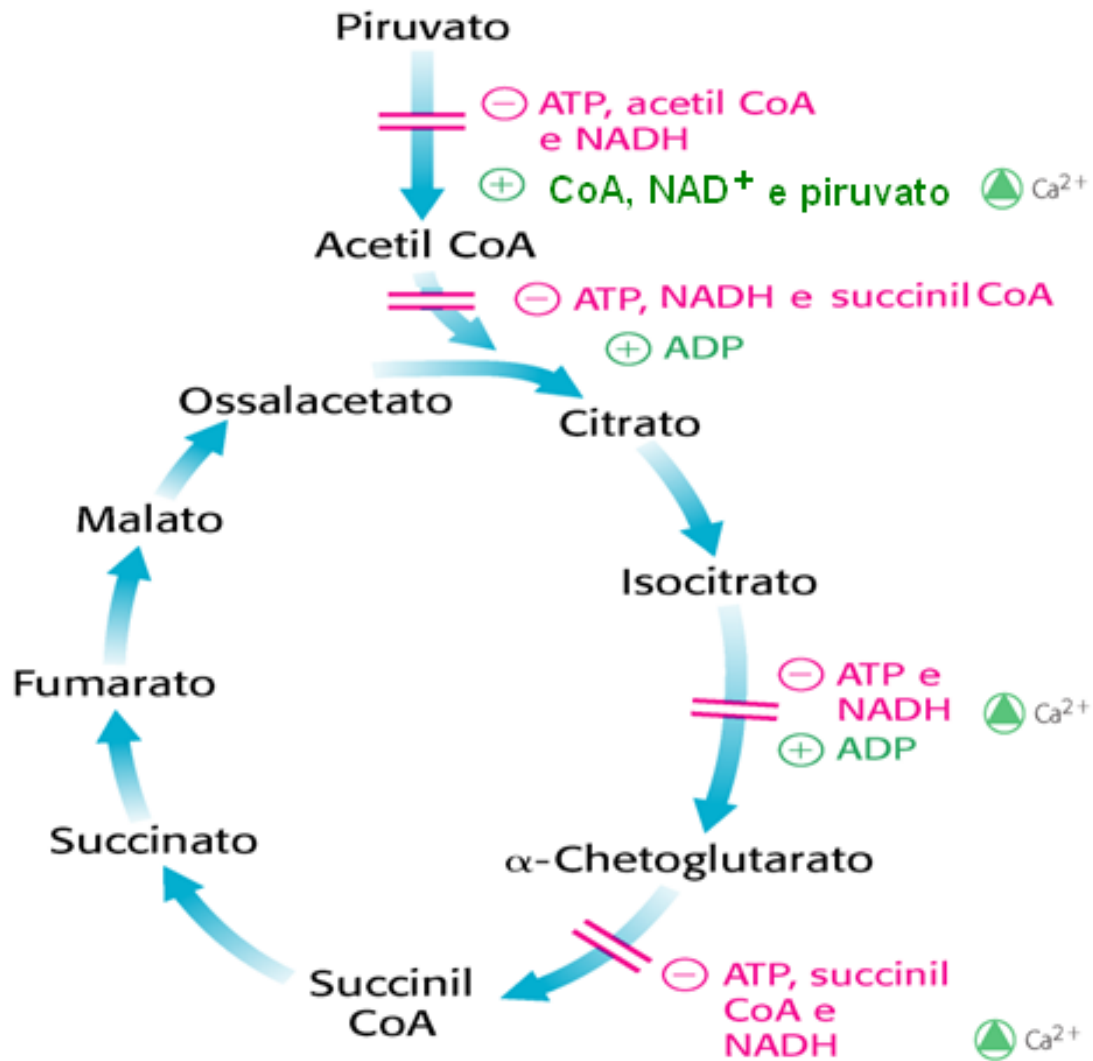 Piruvato
⊖ ATP, acetil CoA
e NADH
⊕ CoA, NAD⁺ e piruvato Ca²⁺
Acetil CoA
⊖ ATP, NADH e succinil CoA
⊕ ADP
Ossalacetato
Citrato
Malato
Isocitrato
⊖ ATP e
NADH Ca²⁺
⊕ ADP
Fumarato
Succinato
α-Chetoglutarato
⊖ ATP, succinil
CoA e
NADH Ca²⁺
Succinil
CoA